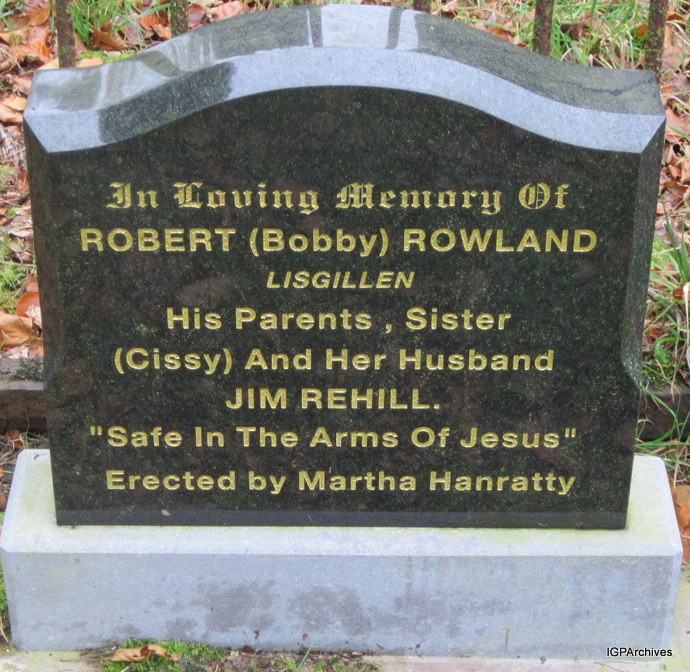 In Loving Memory Of
ROBERT (Bobby) ROWLAND
LISGILLEN
His Parents , Sister
(Cissy) And Her Husband
JIM REHILL.
"Safe In The Arms Of Jesus"
Erected by Martha Hanratty
IGPArchives